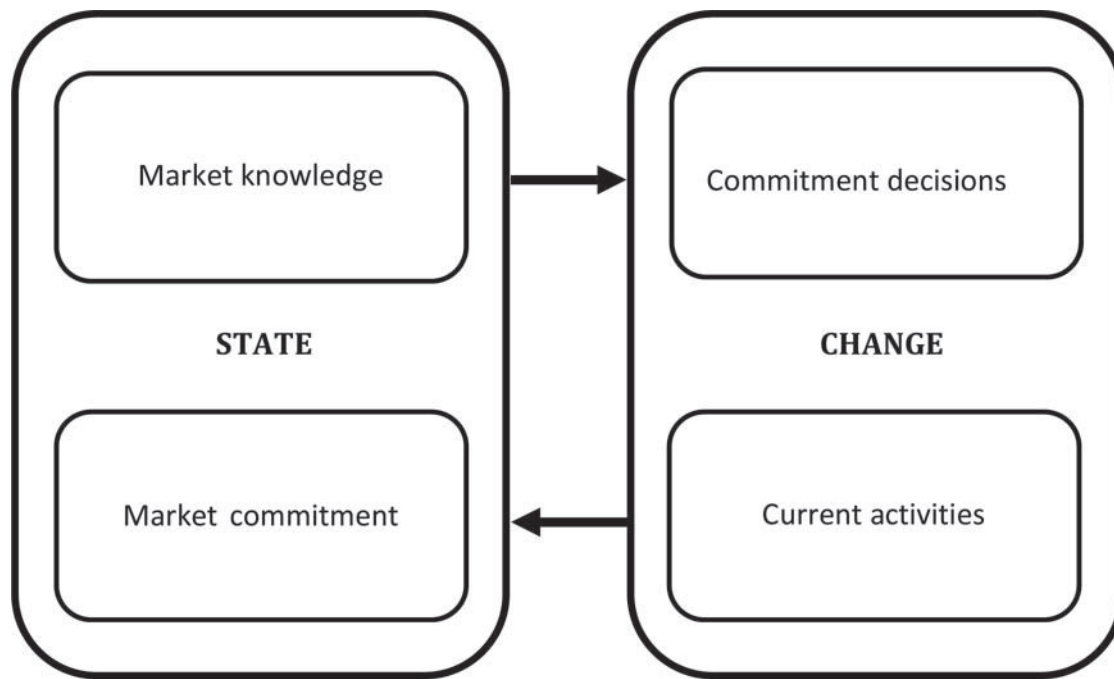 Market knowledge
Commitment decisions
STATE
CHANGE
Market commitment
Current activities